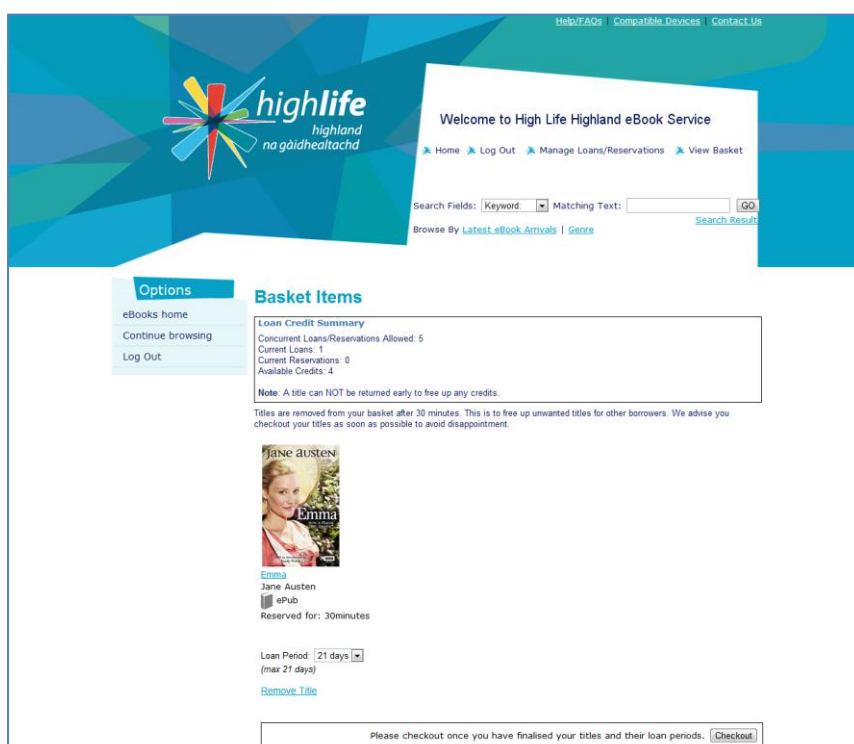 Help/FAQs | Compatible Devices | Contact Us
highlife
highland
na gàidhealtachd
Welcome to High Life Highland eBook Service
Home Log Out Manage Loans/Reservations View Basket
Search Fields: Keyword: Matching Text: GO
Search Result
Browse By Latest eBook Arrivals | Genre
Options
eBooks home
Continue browsing
Log Out
Basket Items
Loan Credit Summary
Concurrent Loans/Reservations Allowed: 5
Current Loans: 1
Current Reservations: 0
Available Credits: 4
Note: A title can NOT be returned early to free up any credits.
Titles are removed from your basket after 30 minutes. This is to free up unwanted titles for other borrowers. We advise you
checkout your titles as soon as possible to avoid disappointment.
JANE AUSTEN
Emma
Emma
Jane Austen
ePub
Reserved for: 30minutes
Loan Period: 21 days
(max 21 days)
Remove Title
Please checkout once you have finalised your titles and their loan periods. Checkout